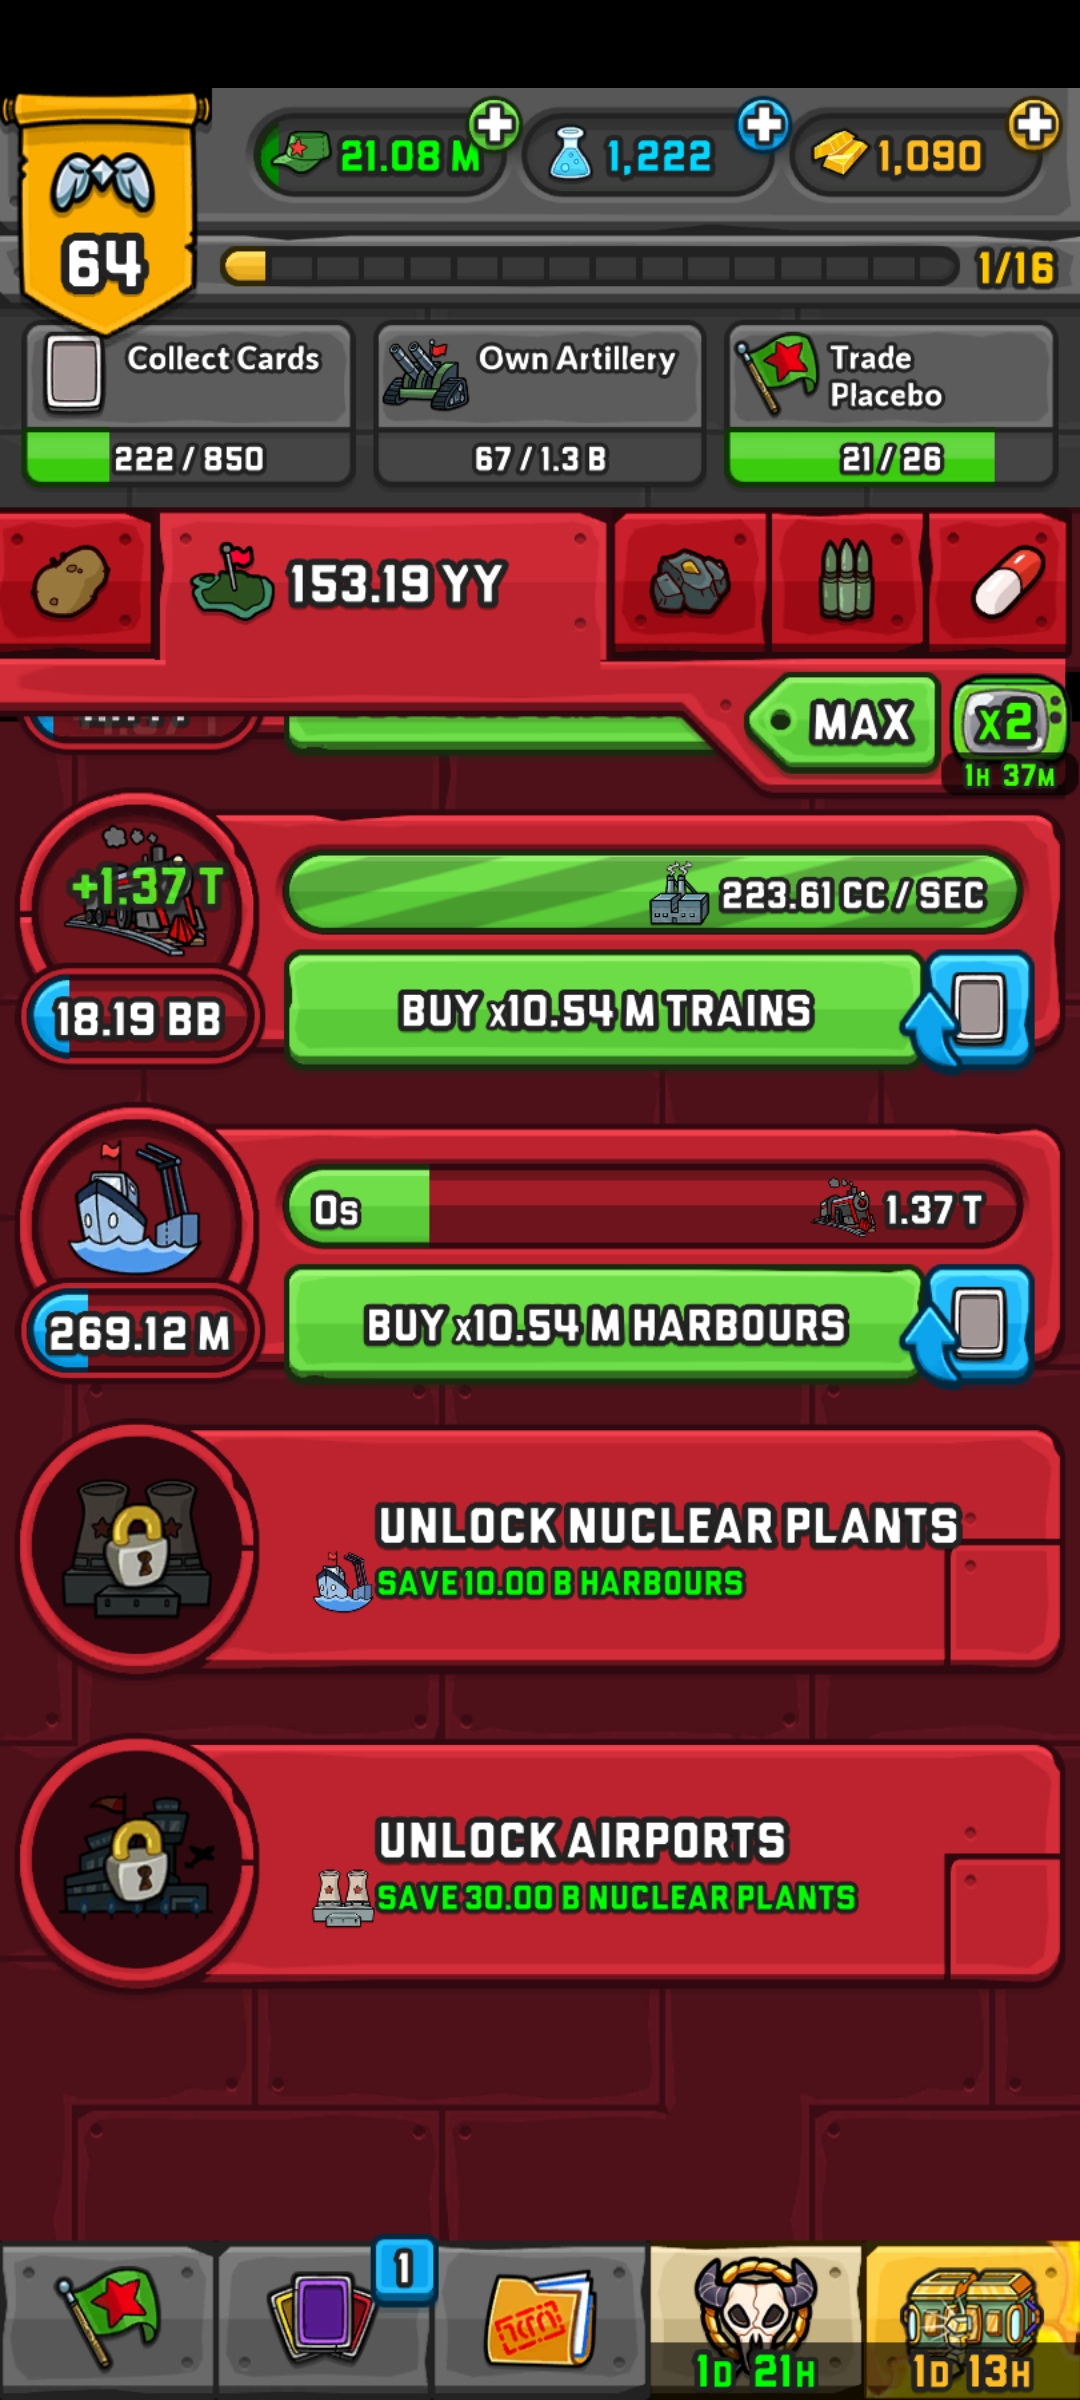 21.08 M
1,222
1,090
64
1/16
Collect Cards
222 / 850
Own Artillery
67 / 1.3 B
Trade
Placebo
21 / 26
153.19 YY
MAX
x2
1H 37M
+1.37 T
223.61 CC / SEC
18.19 BB
BUY x10.54 M TRAINS
0s
1.37 T
269.12 M
BUY x10.54 M HARBOURS
UNLOCK NUCLEAR PLANTS
SAVE 10.00 B HARBOURS
UNLOCK AIRPORTS
SAVE 30.00 B NUCLEAR PLANTS
1
1D 21H
1D 13H